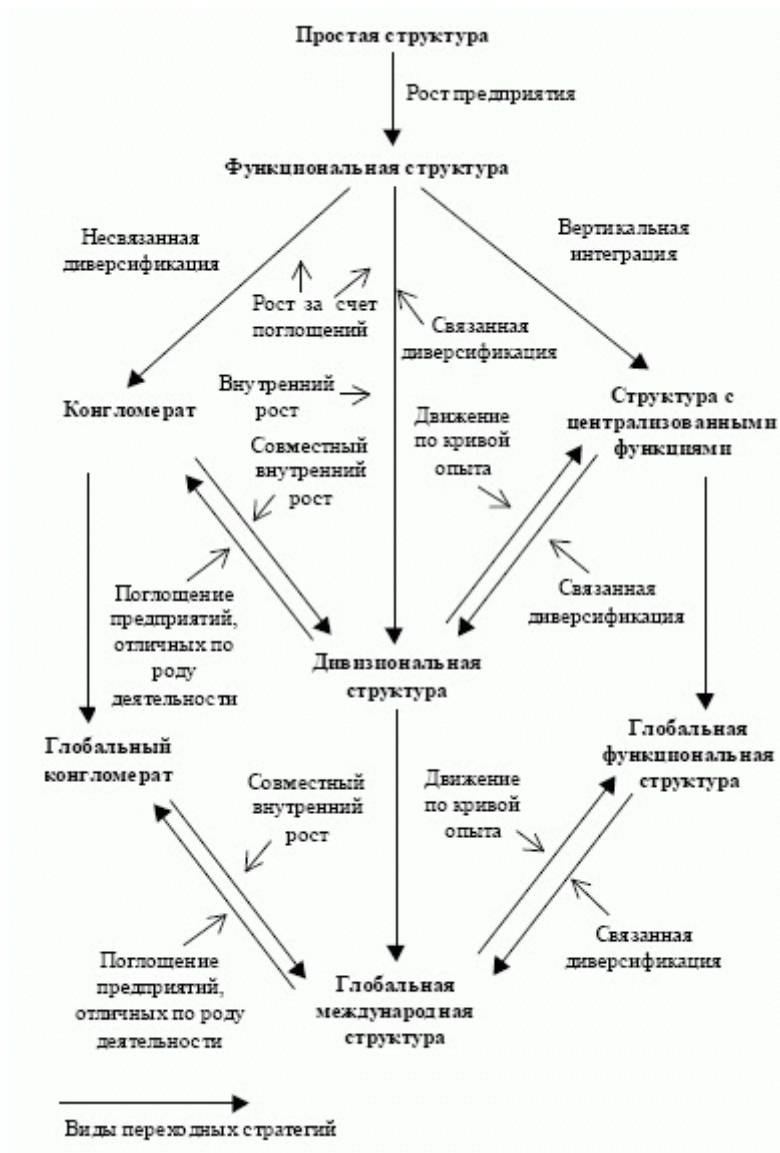 Простая структура
Рост предприятия
Функциональная структура
Несвязанная
диверсификация
Вертикальная
интеграция
Рост за счет
поглощений
Связанная
диверсификация
Внутренний
рост
Конгломерат
Структура с
централизованными
функциями
Движение
по кривой
опыта
Совместный
внутренний
рост
Поглощение
предприятий,
отличных по
роду
деятельности
Связанная
диверсификация
Дивизиональная
структура
Глобальный
конгломерат
Глобальная
функциональная
структура
Совместный
внутренний
рост
Движение
по кривой
опыта
Поглощение
предприятий,
отличных по роду
деятельности
Связанная
диверсификация
Глобальная
международная
структура
Виды переходных стратегий